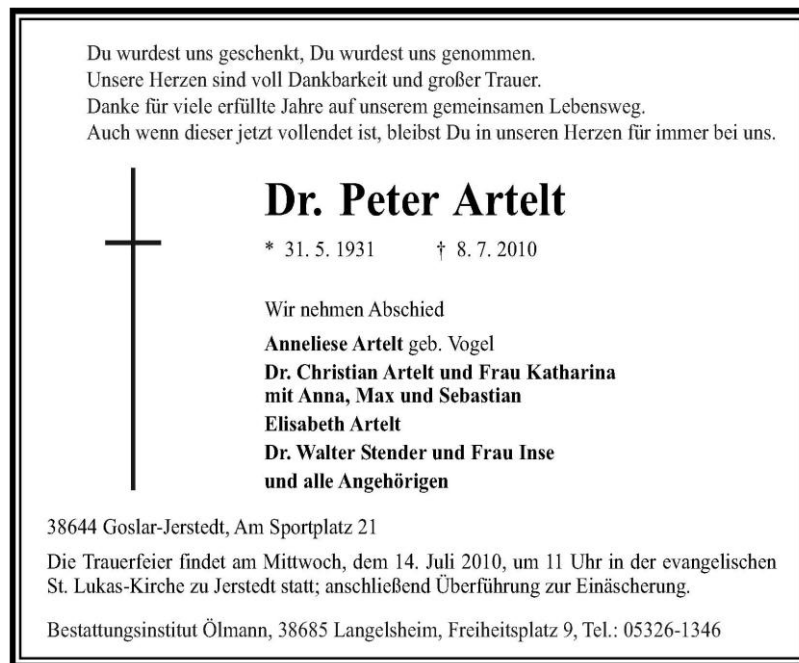 Du wurdest uns geschenkt, Du wurdest uns genommen.
Unsere Herzen sind voll Dankbarkeit und großer Trauer.
Danke für viele erfüllte Jahre auf unserem gemeinsamen Lebensweg.
Auch wenn dieser jetzt vollendet ist, bleibst Du in unseren Herzen für immer bei uns.
Dr. Peter Artelt
* 31. 5. 1931 † 8. 7. 2010
Wir nehmen Abschied
Anneliese Artelt geb. Vogel
Dr. Christian Artelt und Frau Katharina
mit Anna, Max und Sebastian
Elisabeth Artelt
Dr. Walter Stender und Frau Inse
und alle Angehörigen
38644 Goslar-Jerstedt, Am Sportplatz 21
Die Trauerfeier findet am Mittwoch, dem 14. Juli 2010, um 11 Uhr in der evangelischen
St. Lukas-Kirche zu Jerstedt statt; anschließend Überführung zur Einäscherung.
Bestattungsinstitut Ölmann, 38685 Langelsheim, Freiheitsplatz 9, Tel.: 05326-1346